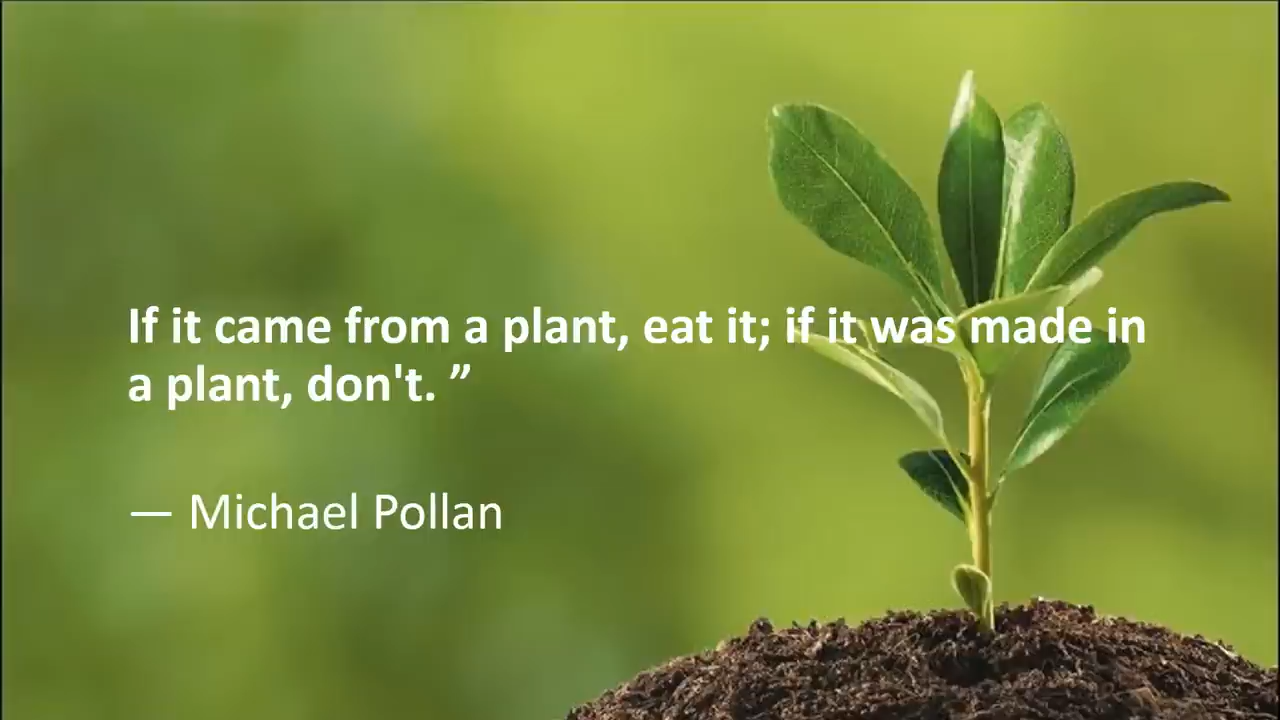 If it came from a plant, eat it; if it was made in
a plant, don't. ”
— Michael Pollan